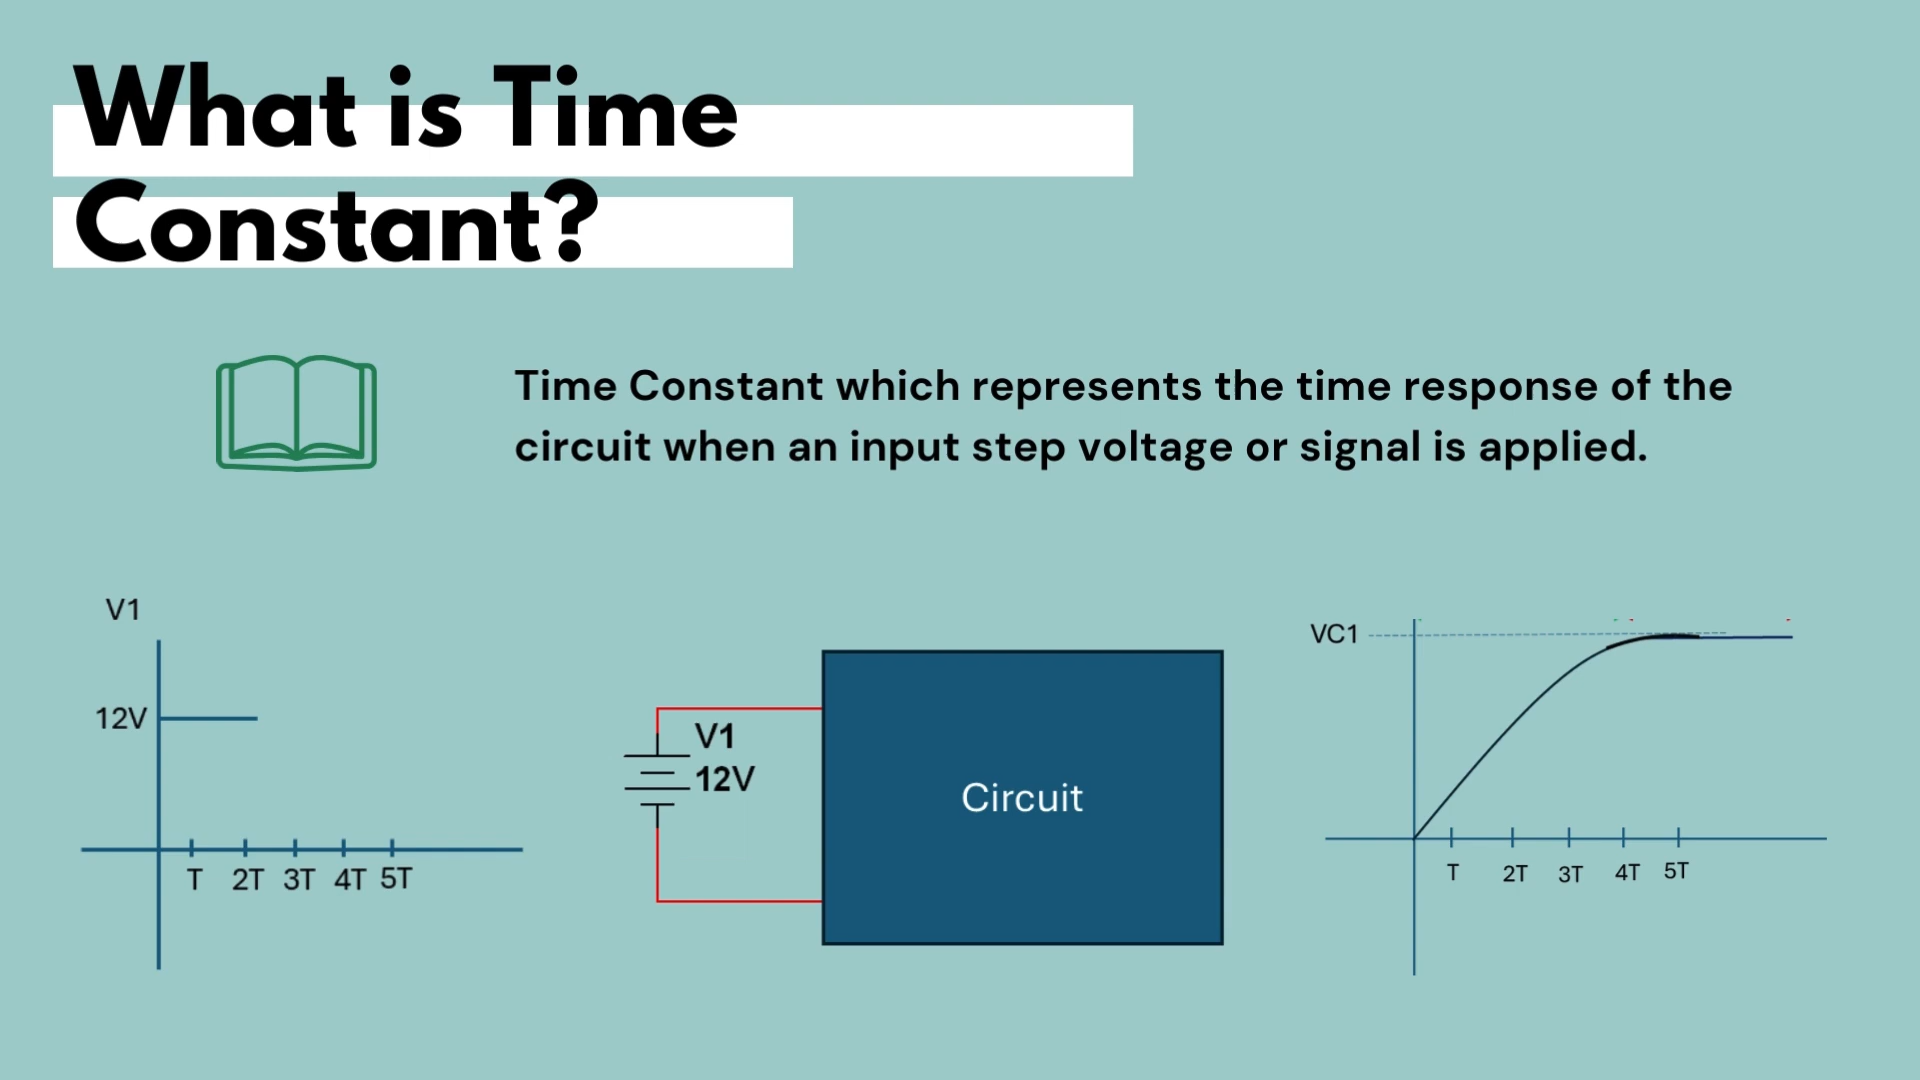 What is Time
Constant?
Time Constant which represents the time response of the
circuit when an input step voltage or signal is applied.
V1
12V
T 2T 3T 4T 5T
V1
12V
Circuit
VC1
T 2T 3T 4T 5T